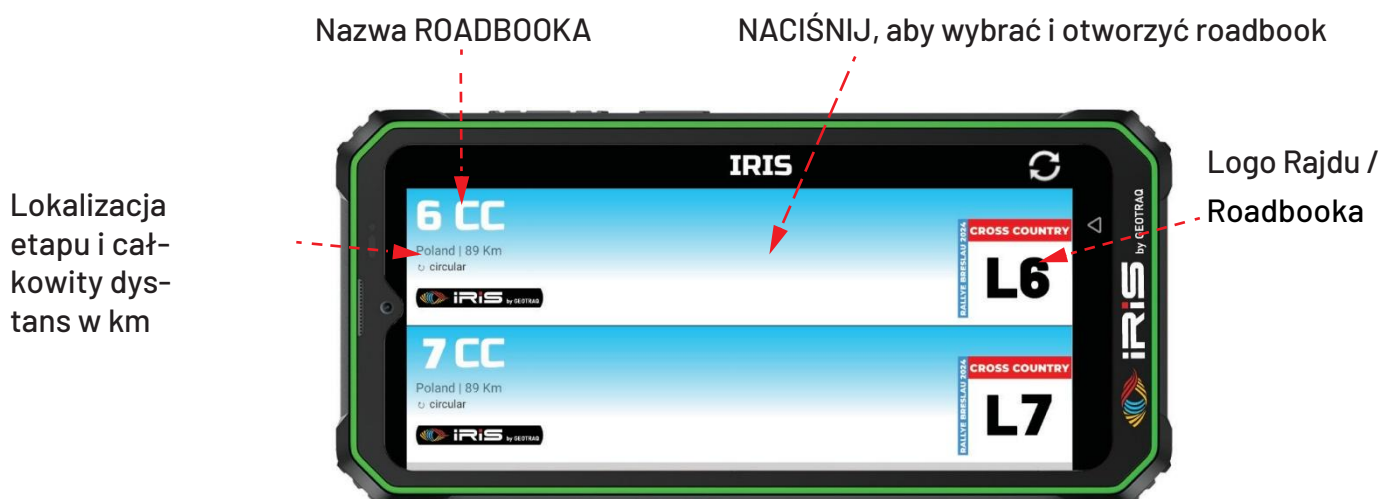 Nazwa ROADBOOKA
NACIŚNIJ, aby wybrać i otworzyć roadbook
Lokalizacja
etapu i cał-
kowity dys-
tans w km
Logo Rajdu /
Roadbooka
IRIS
6 CC
Poland | 89 Km
↻ circular
iRiS by GEOTRAQ
RALLYE BRESLAU 2024
CROSS COUNTRY
L6
7 CC
Poland | 89 Km
↻ circular
iRiS by GEOTRAQ
RALLYE BRESLAU 2024
CROSS COUNTRY
L7
iRiS by GEOTRAQ